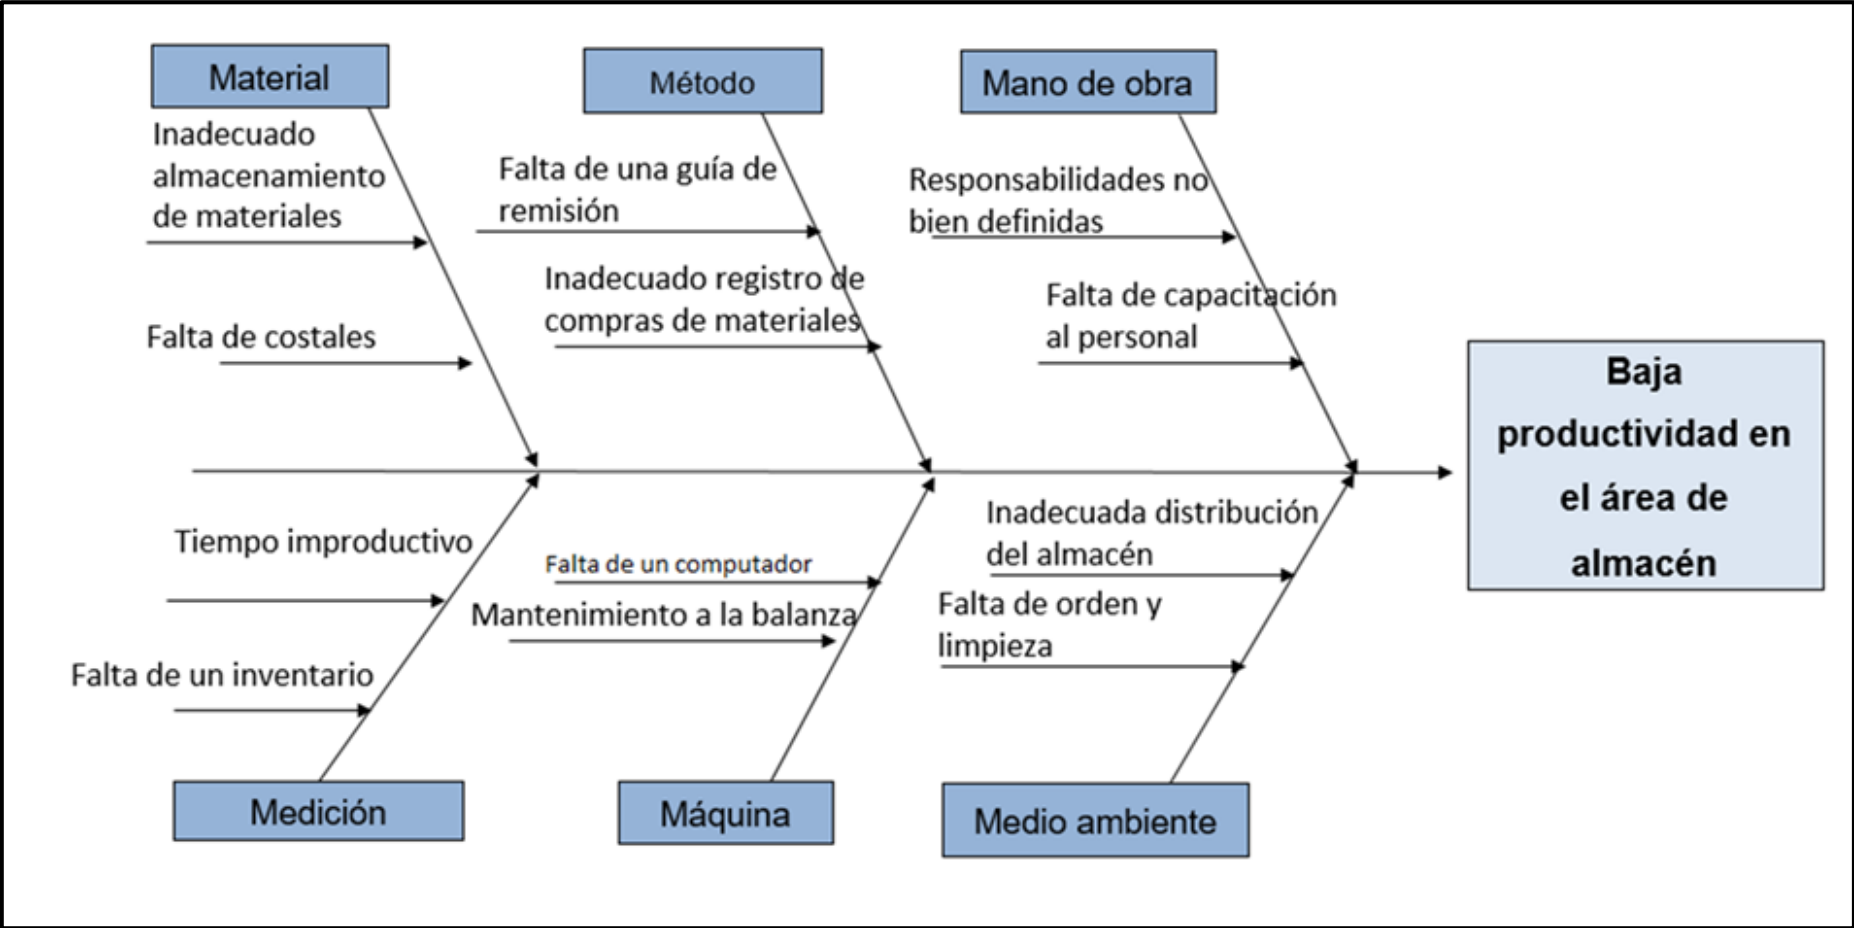 Material
Método
Mano de obra
Inadecuado
almacenamiento
de materiales
Falta de costales
Falta de una guía de
remisión
Inadecuado registro de
compras de materiales
Responsabilidades no
bien definidas
Falta de capacitación
al personal
Baja
productividad en
el área de
almacén
Tiempo improductivo
Falta de un inventario
Falta de un computador
Mantenimiento a la balanza
Inadecuada distribución
del almacén
Falta de orden y
limpieza
Medición
Máquina
Medio ambiente